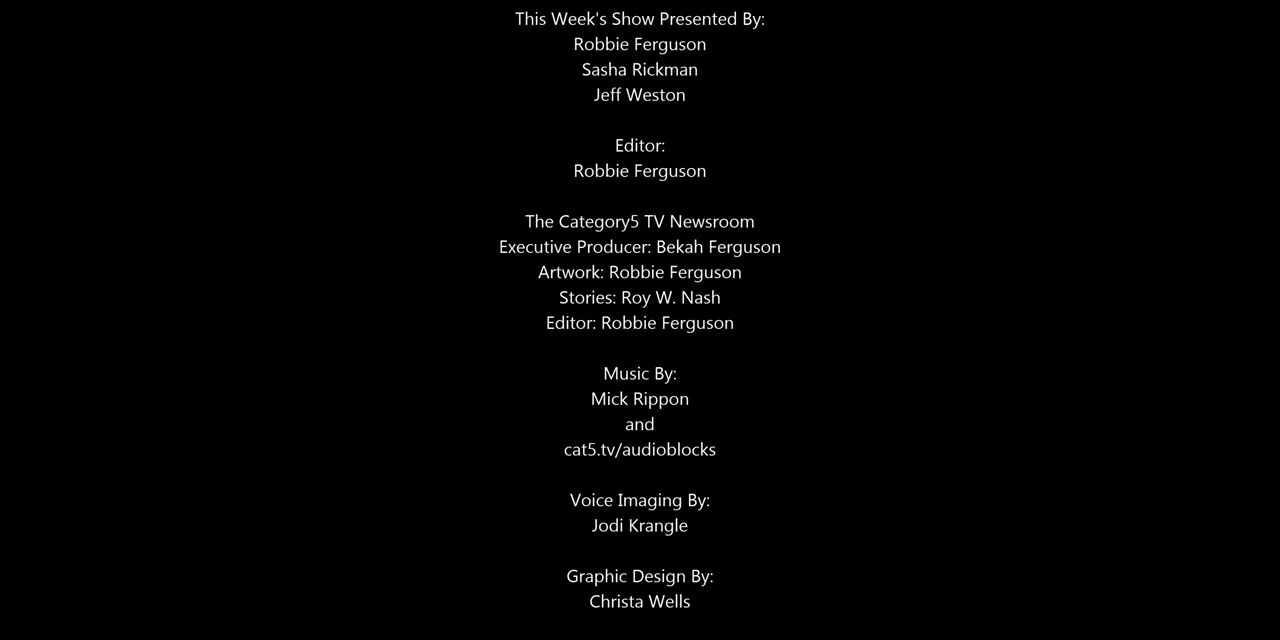 This Week's Show Presented By:
Robbie Ferguson
Sasha Rickman
Jeff Weston
Editor:
Robbie Ferguson
The Category5 TV Newsroom
Executive Producer: Bekah Ferguson
Artwork: Robbie Ferguson
Stories: Roy W. Nash
Editor: Robbie Ferguson
Music By:
Mick Rippon
and
cat5.tv/audioblocks
Voice Imaging By:
Jodi Krangle
Graphic Design By:
Christa Wells